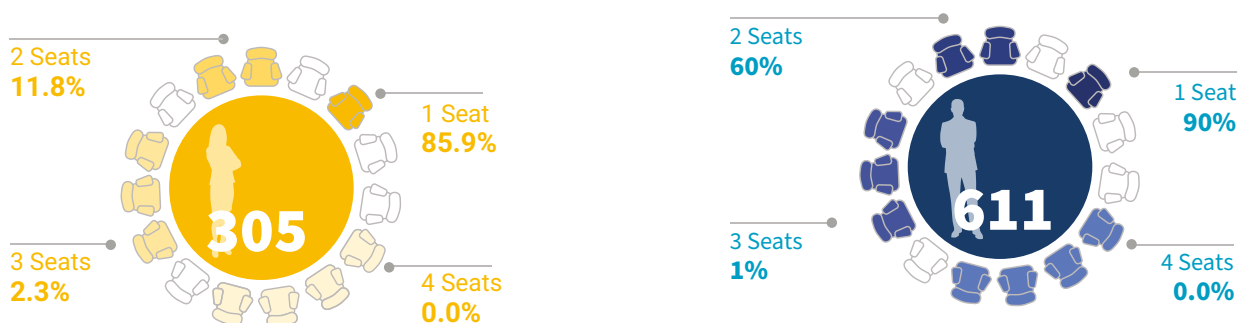 2 Seats
11.8%
1 Seat
85.9%
305
3 Seats
2.3%
4 Seats
0.0%
2 Seats
60%
1 Seat
90%
611
3 Seats
1%
4 Seats
0.0%